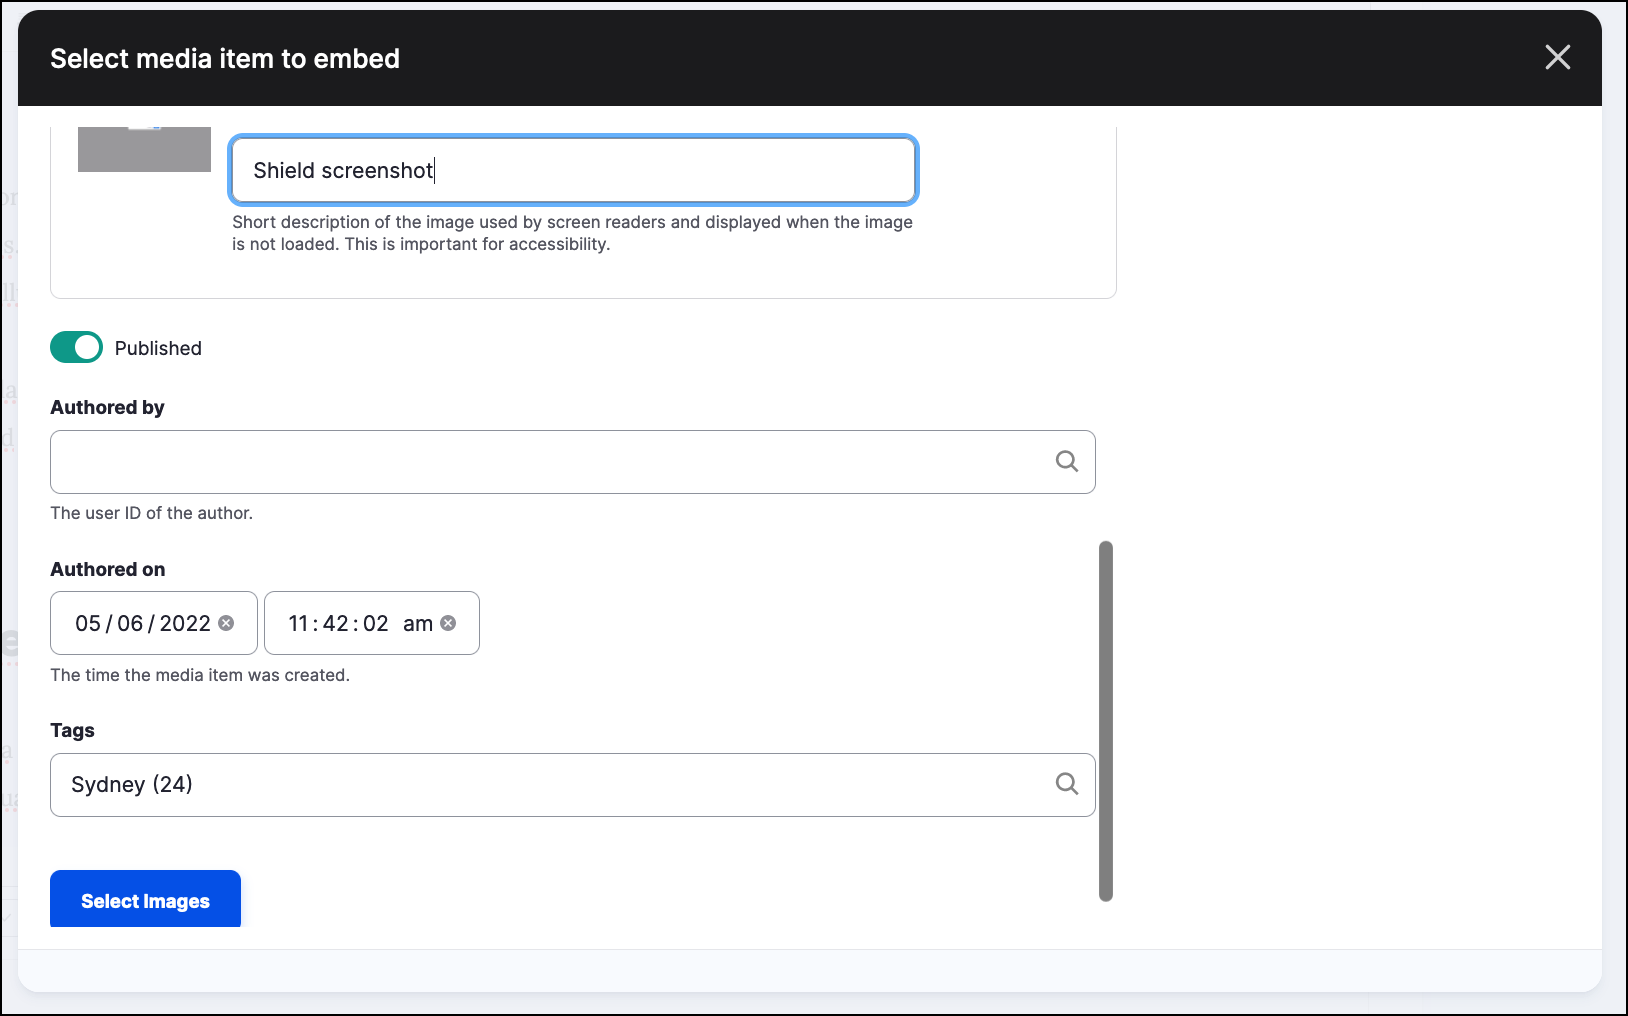 Select media item to embed
Shield screenshot
Short description of the image used by screen readers and displayed when the image
is not loaded. This is important for accessibility.
Published
Authored by
The user ID of the author.
Authored on
05/06/2022 11:42:02 am
The time the media item was created.
Tags
Sydney (24)
Select Images